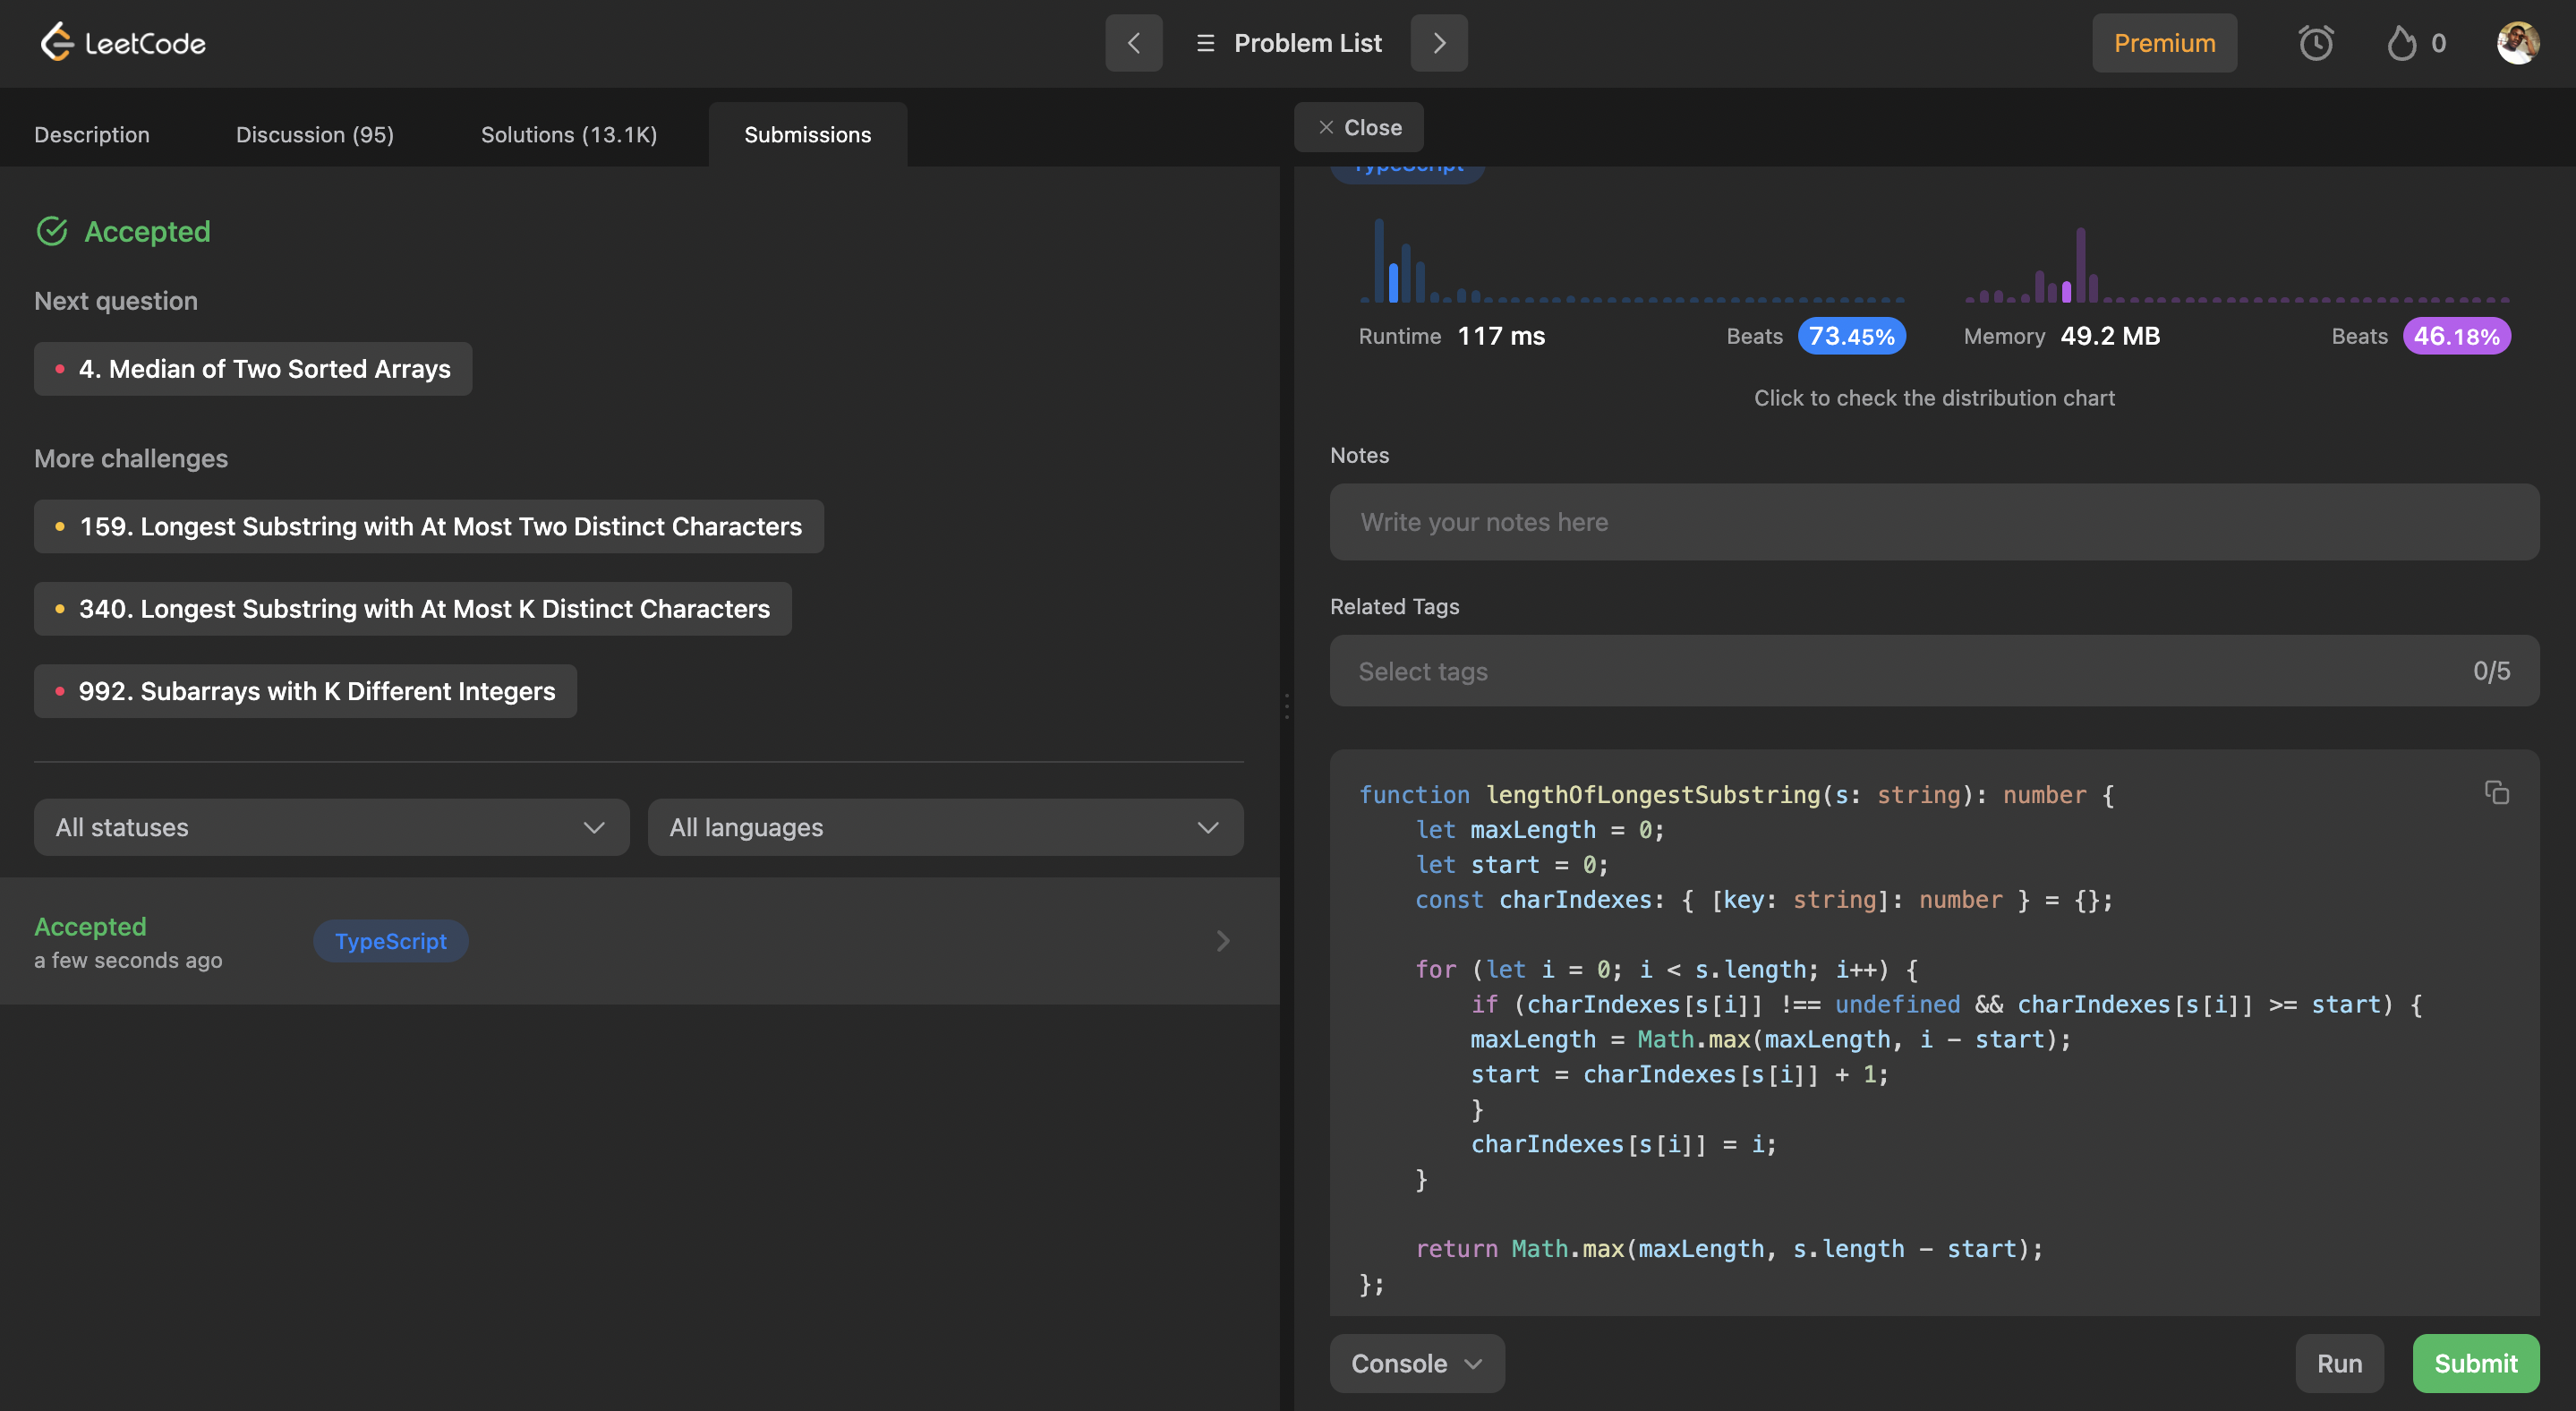 LeetCode
Problem List
Premium
0
Description
Discussion (95)
Solutions (13.1K)
Submissions
Close
TypeScript
Accepted
Next question
4. Median of Two Sorted Arrays
More challenges
159. Longest Substring with At Most Two Distinct Characters
340. Longest Substring with At Most K Distinct Characters
992. Subarrays with K Different Integers
All statuses
All languages
Accepted
a few seconds ago
TypeScript
Runtime 117 ms
Beats 73.45%
Memory 49.2 MB
Beats 46.18%
Click to check the distribution chart
Notes
Write your notes here
Related Tags
Select tags
0/5
function lengthOfLongestSubstring(s: string): number {
    let maxLength = 0;
    let start = 0;
    const charIndexes: { [key: string]: number } = {};

    for (let i = 0; i < s.length; i++) {
        if (charIndexes[s[i]] !== undefined && charIndexes[s[i]] >= start) {
        maxLength = Math.max(maxLength, i - start);
        start = charIndexes[s[i]] + 1;
        }
        charIndexes[s[i]] = i;
    }

    return Math.max(maxLength, s.length - start);
};
Console
Run
Submit